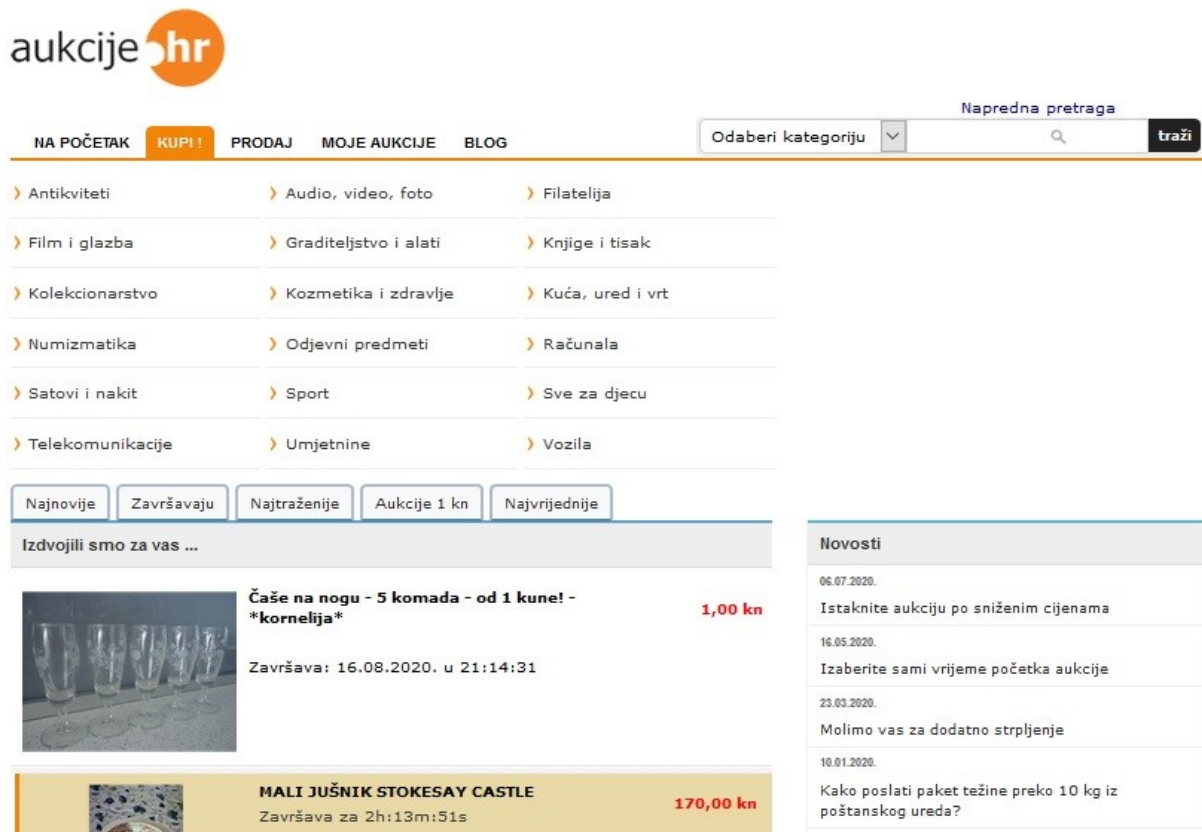 aukcije hr
Napredna pretraga
NA POČETAK KUPI ! PRODAJ MOJE AUKCIJE BLOG Odaberi kategoriju traži
Antikviteti Audio, video, foto Filatelija
Film i glazba Graditeljstvo i alati Knjige i tisak
Kolekcionarstvo Kozmetika i zdravlje Kuća, ured i vrt
Numizmatika Odjevni predmeti Računala
Satovi i nakit Sport Sve za djecu
Telekomunikacije Umjetnine Vozila
Najnovije Završavaju Najtraženije Aukcije 1 kn Najvrijednije
Izdvojili smo za vas ...
Čaše na nogu - 5 komada - od 1 kune! -
*kornelija*
1,00 kn
Završava: 16.08.2020. u 21:14:31
MALI JUŠNIK STOKESAY CASTLE
170,00 kn
Završava za 2h:13m:51s
Novosti
06.07.2020.
Istaknite aukciju po sniženim cijenama
16.05.2020.
Izaberite sami vrijeme početka aukcije
23.03.2020.
Molimo vas za dodatno strpljenje
10.01.2020.
Kako poslati paket težine preko 10 kg iz
poštanskog ureda?